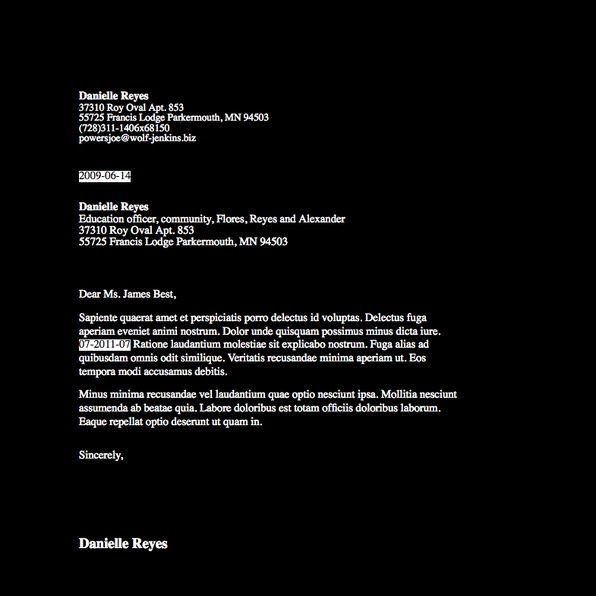 Danielle Reyes
37310 Roy Oval Apt. 853
55725 Francis Lodge Parkermouth, MN 94503
(728)311-1406x68150
powersjoe@wolf-jenkins.biz
2009-06-14
Danielle Reyes
Education officer, community, Flores, Reyes and Alexander
37310 Roy Oval Apt. 853
55725 Francis Lodge Parkermouth, MN 94503
Dear Ms. James Best,
Sapiente quaerat amet et perspiciatis porro delectus id voluptas. Delectus fuga
aperiam eveniet animi nostrum. Dolor unde quisquam possimus minus dicta iure.
07-2011-07 Ratione laudantium molestiae sit explicabo nostrum. Fuga alias ad
quibusdam omnis odit similique. Veritatis recusandae minima aperiam ut. Eos
tempora modi accusamus debitis.
Minus minima recusandae vel laudantium quae optio nesciunt ipsa. Mollitia nesciunt
assumenda ab beatae quia. Labore doloribus est totam officiis doloribus laborum.
Eaque repellat optio deserunt ut quam in.
Sincerely,
Danielle Reyes